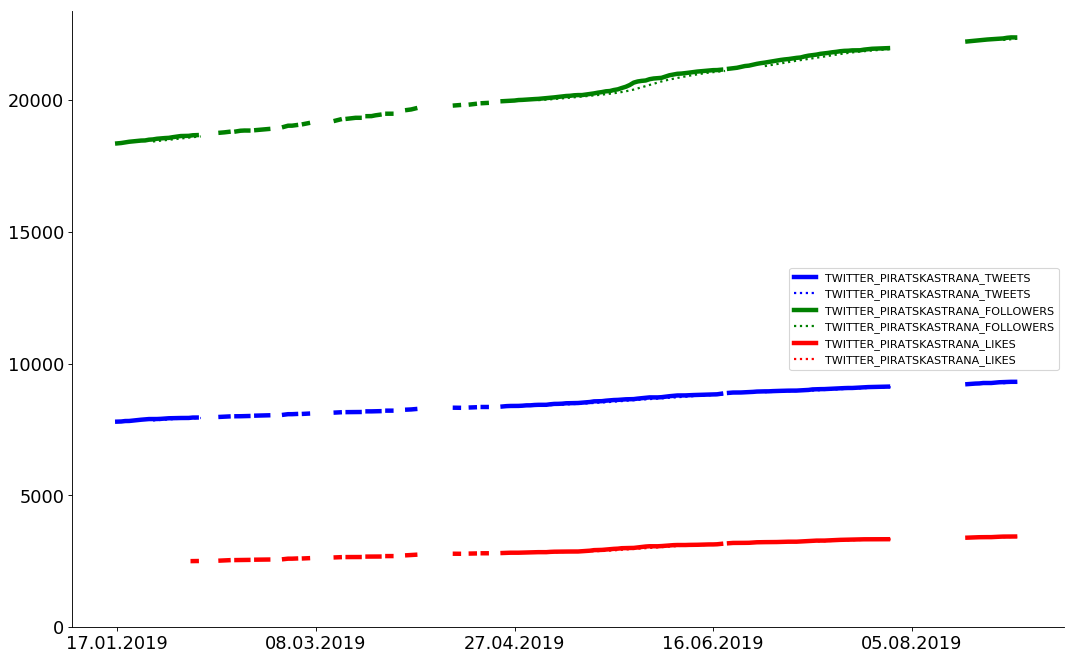 20000
15000
10000
5000
0
TWITTER_PIRATSKASTRANA_TWEETS
TWITTER_PIRATSKASTRANA_TWEETS
TWITTER_PIRATSKASTRANA_FOLLOWERS
TWITTER_PIRATSKASTRANA_FOLLOWERS
TWITTER_PIRATSKASTRANA_LIKES
TWITTER_PIRATSKASTRANA_LIKES
17.01.2019 08.03.2019 27.04.2019 16.06.2019 05.08.2019